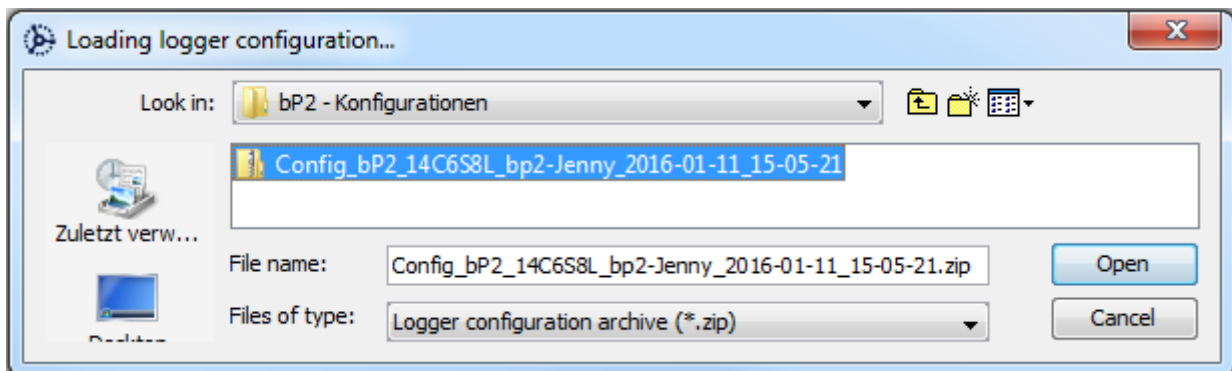 Loading logger configuration...
Look in: bP2 - Konfigurationen
Config_bP2_14C6S8L_bp2-Jenny_2016-01-11_15-05-21
Zuletzt verw...
File name: Config_bP2_14C6S8L_bp2-Jenny_2016-01-11_15-05-21.zip Open
Files of type: Logger configuration archive (*.zip) Cancel